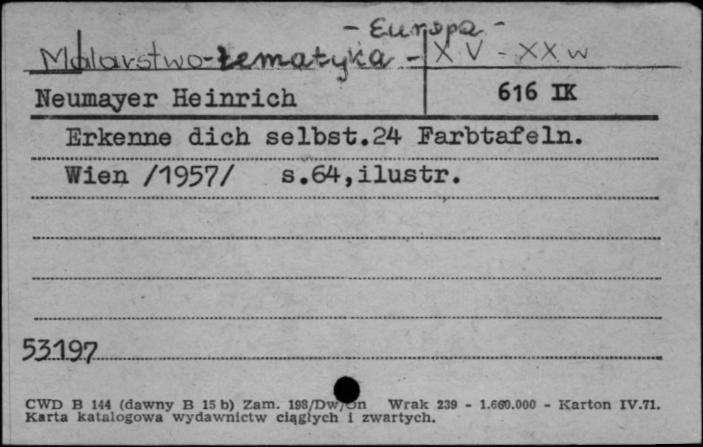 - Europa -
Malarstwo-tematyka - XV - XX w
Neumayer Heinrich 616 IK
Erkenne dich selbst.24 Farbtafeln.
Wien /1957/ s.64,ilustr.
53197
CWD B 144 (dawny B 15 b) Zam. 198/Dw/On Wrak 239 - 1.660.000 - Karton IV.71.
Karta katalogowa wydawnictw ciągłych i zwartych.